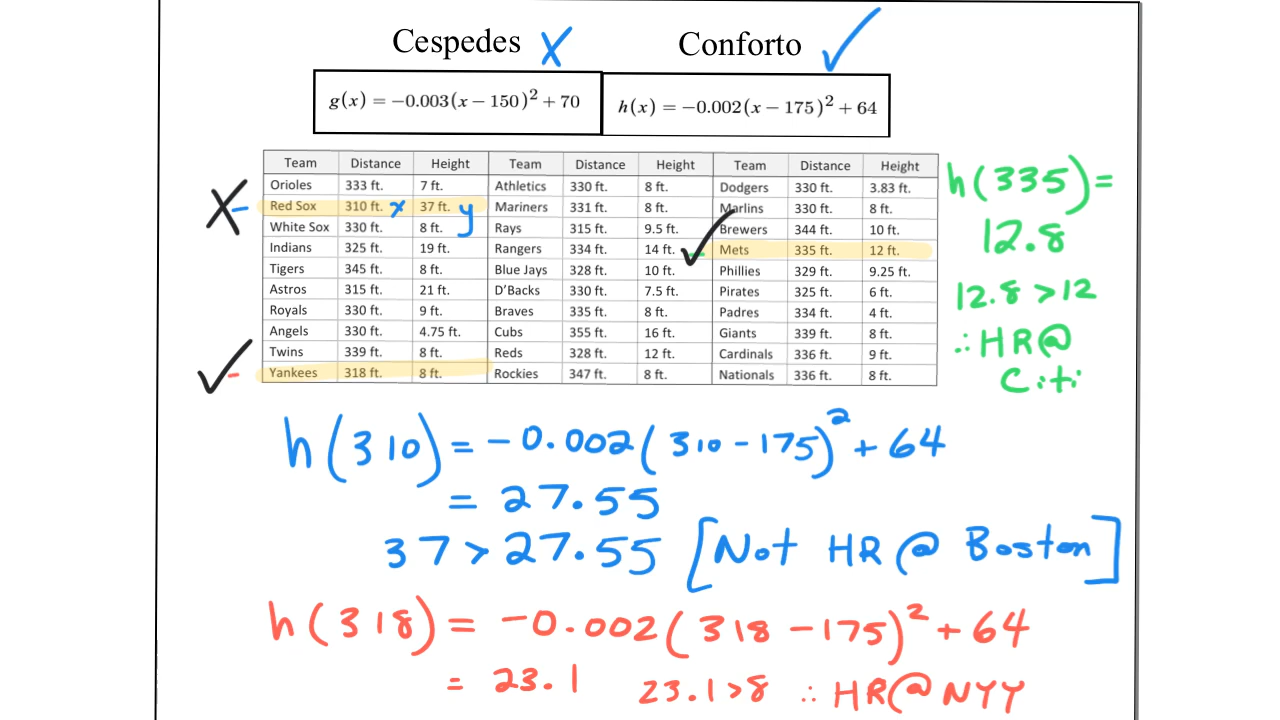 Cespedes X Conforto ✓
g(x) = −0.003(x − 150)² + 70 h(x) = −0.002(x − 175)² + 64
Team Distance Height Team Distance Height Team Distance Height
Orioles 333 ft. 7 ft. Athletics 330 ft. 8 ft. Dodgers 330 ft. 3.83 ft.
Red Sox 310 ft. x 37 ft. y Mariners 331 ft. 8 ft. Marlins 330 ft. 8 ft.
White Sox 330 ft. 8 ft. Rays 315 ft. 9.5 ft. Brewers 344 ft. 10 ft.
Indians 325 ft. 19 ft. Rangers 334 ft. 14 ft. Mets 335 ft. 12 ft.
Tigers 345 ft. 8 ft. Blue Jays 328 ft. 10 ft. Phillies 329 ft. 9.25 ft.
Astros 315 ft. 21 ft. D'Backs 330 ft. 7.5 ft. Pirates 325 ft. 6 ft.
Royals 330 ft. 9 ft. Braves 335 ft. 8 ft. Padres 334 ft. 4 ft.
Angels 330 ft. 4.75 ft. Cubs 355 ft. 16 ft. Giants 339 ft. 8 ft.
Twins 339 ft. 8 ft. Reds 328 ft. 12 ft. Cardinals 336 ft. 9 ft.
Yankees 318 ft. 8 ft. Rockies 347 ft. 8 ft. Nationals 336 ft. 8 ft.
h(335) =
12.8
12.8 > 12
∴ HR @
Citi
h(310) = −0.002(310 − 175)² + 64
= 27.55
37 > 27.55 [Not HR @ Boston]
h(318) = −0.002(318 − 175)² + 64
= 23.1 23.1 > 8 ∴ HR @ NYY